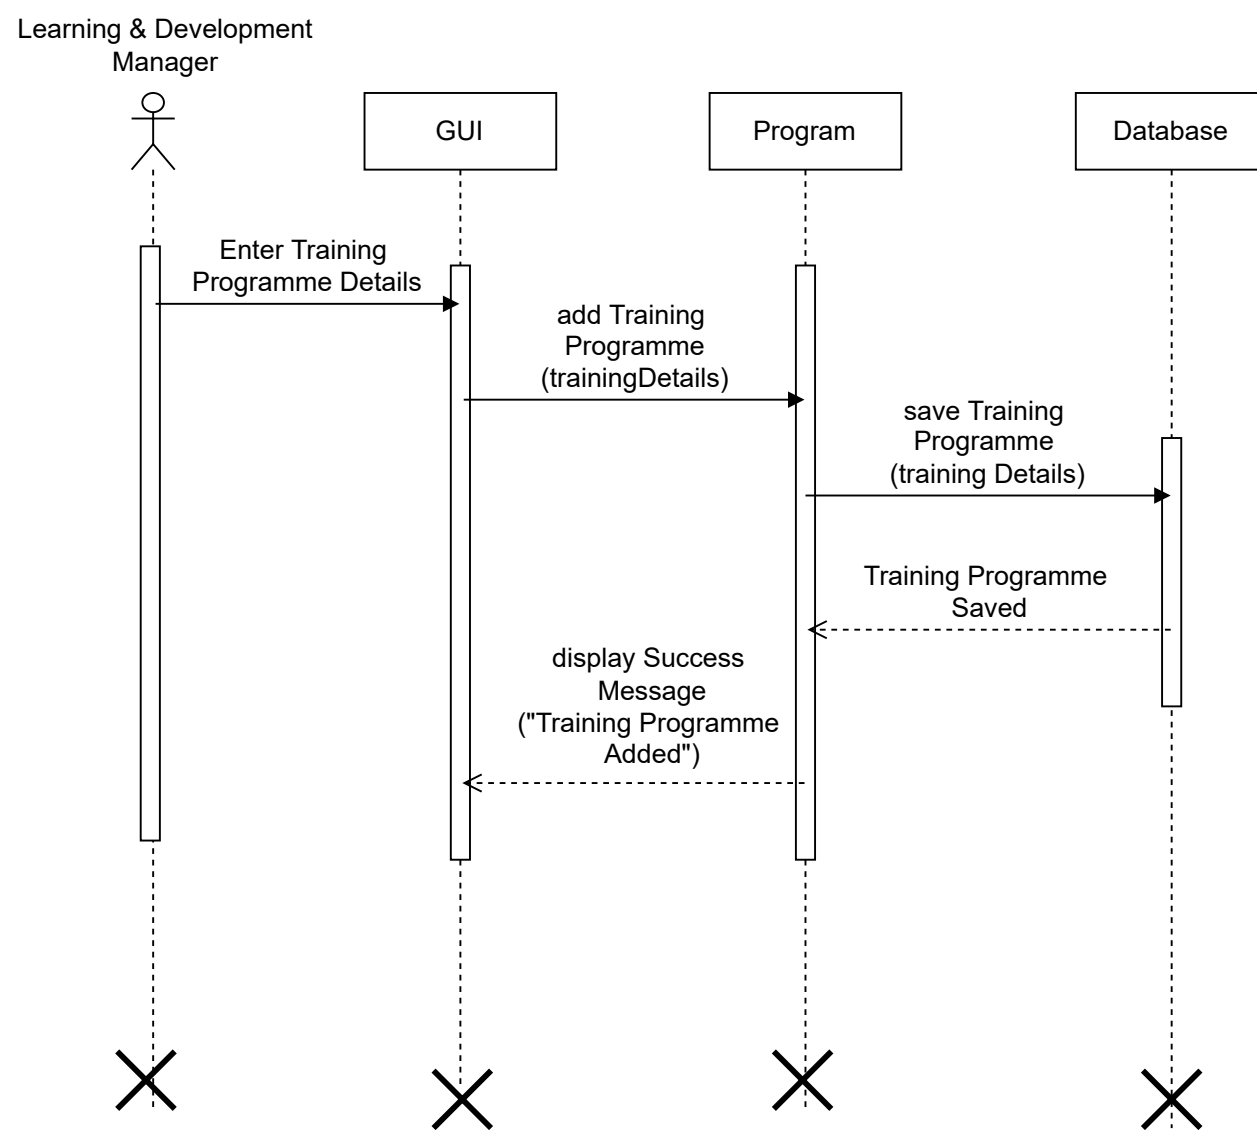 Learning & Development
Manager
GUI
Program
Database
Enter Training
Programme Details
add Training
Programme
(trainingDetails)
save Training
Programme
(training Details)
Training Programme
Saved
display Success
Message
("Training Programme
Added")